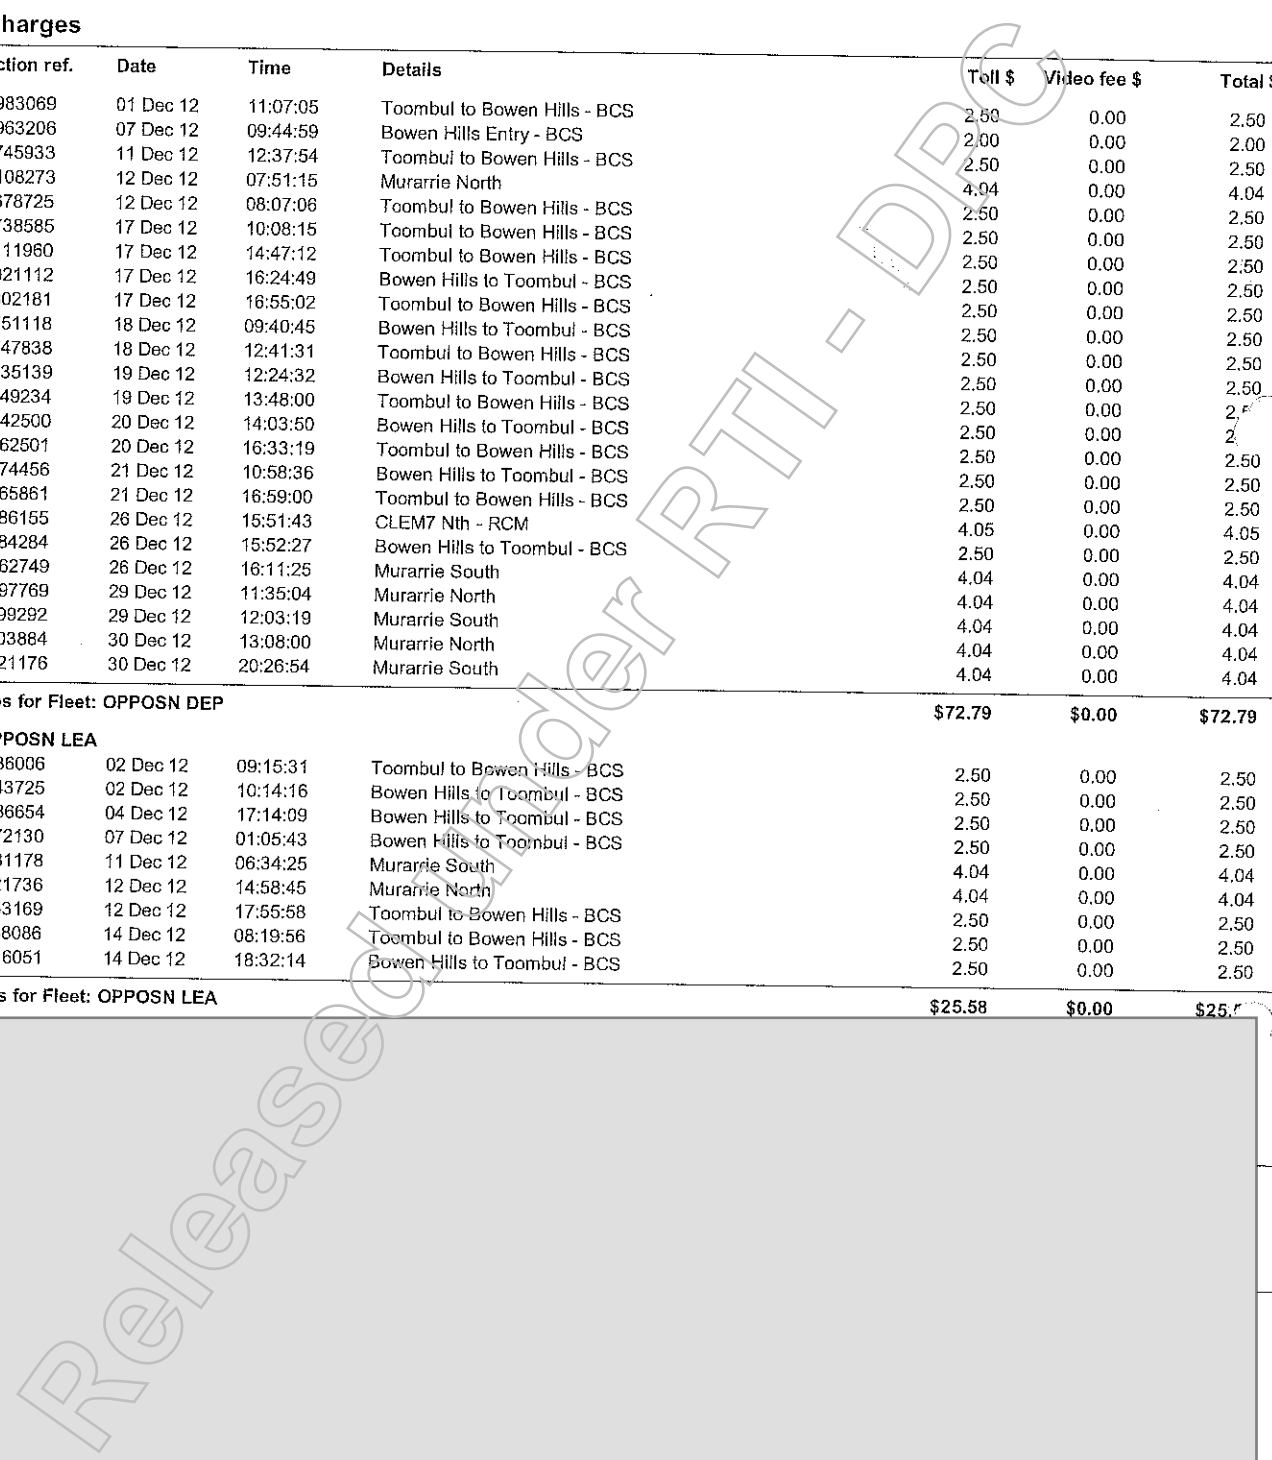 harges
ction ref. Date Time Details Toll $ Video fee $ Total $
983069 01 Dec 12 11:07:05 Toombul to Bowen Hills - BCS 2.50 0.00 2.50
963206 07 Dec 12 09:44:59 Bowen Hills Entry - BCS 2.00 0.00 2.00
745933 11 Dec 12 12:37:54 Toombul to Bowen Hills - BCS 2.50 0.00 2.50
108273 12 Dec 12 07:51:15 Murarrie North 4.04 0.00 4.04
678725 12 Dec 12 08:07:06 Toombul to Bowen Hills - BCS 2.50 0.00 2.50
738585 17 Dec 12 10:08:15 Toombul to Bowen Hills - BCS 2.50 0.00 2.50
11960 17 Dec 12 14:47:12 Toombul to Bowen Hills - BCS 2.50 0.00 2.50
021112 17 Dec 12 16:24:49 Bowen Hills to Toombul - BCS 2.50 0.00 2.50
02181 17 Dec 12 16:55:02 Toombul to Bowen Hills - BCS 2.50 0.00 2.50
51118 18 Dec 12 09:40:45 Bowen Hills to Toombul - BCS 2.50 0.00 2.50
47838 18 Dec 12 12:41:31 Toombul to Bowen Hills - BCS 2.50 0.00 2.50
35139 19 Dec 12 12:24:32 Bowen Hills to Toombul - BCS 2.50 0.00 2.50
49234 19 Dec 12 13:48:00 Toombul to Bowen Hills - BCS 2.50 0.00
42500 20 Dec 12 14:03:50 Bowen Hills to Toombul - BCS 2.50 0.00
62501 20 Dec 12 16:33:19 Toombul to Bowen Hills - BCS 2.50 0.00 2.50
74456 21 Dec 12 10:58:36 Bowen Hills to Toombul - BCS 2.50 0.00 2.50
65861 21 Dec 12 16:59:00 Toombul to Bowen Hills - BCS 2.50 0.00 2.50
86155 26 Dec 12 15:51:43 CLEM7 Nth - RCM 4.05 0.00 4.05
84284 26 Dec 12 15:52:27 Bowen Hills to Toombul - BCS 2.50 0.00 2.50
62749 26 Dec 12 16:11:25 Murarrie South 4.04 0.00 4.04
97769 29 Dec 12 11:35:04 Murarrie North 4.04 0.00 4.04
99292 29 Dec 12 12:03:19 Murarrie South 4.04 0.00 4.04
03884 30 Dec 12 13:08:00 Murarrie North 4.04 0.00 4.04
21176 30 Dec 12 20:26:54 Murarrie South 4.04 0.00 4.04
s for Fleet: OPPOSN DEP $72.79 $0.00 $72.79
POSN LEA
36006 02 Dec 12 09:15:31 Toombul to Bowen Hills - BCS 2.50 0.00 2.50
43725 02 Dec 12 10:14:16 Bowen Hills to Toombul - BCS 2.50 0.00 2.50
36654 04 Dec 12 17:14:09 Bowen Hills to Toombul - BCS 2.50 0.00 2.50
72130 07 Dec 12 01:05:43 Bowen Hills to Toombul - BCS 2.50 0.00 2.50
31178 11 Dec 12 06:34:25 Murarrie South 4.04 0.00 4.04
21736 12 Dec 12 14:58:45 Murarrie North 4.04 0.00 4.04
53169 12 Dec 12 17:55:58 Toombul to Bowen Hills - BCS 2.50 0.00 2.50
8086 14 Dec 12 08:19:56 Toombul to Bowen Hills - BCS 2.50 0.00 2.50
6051 14 Dec 12 18:32:14 Bowen Hills to Toombul - BCS 2.50 0.00 2.50
s for Fleet: OPPOSN LEA $25.58 $0.00
Released under RTI - DPC